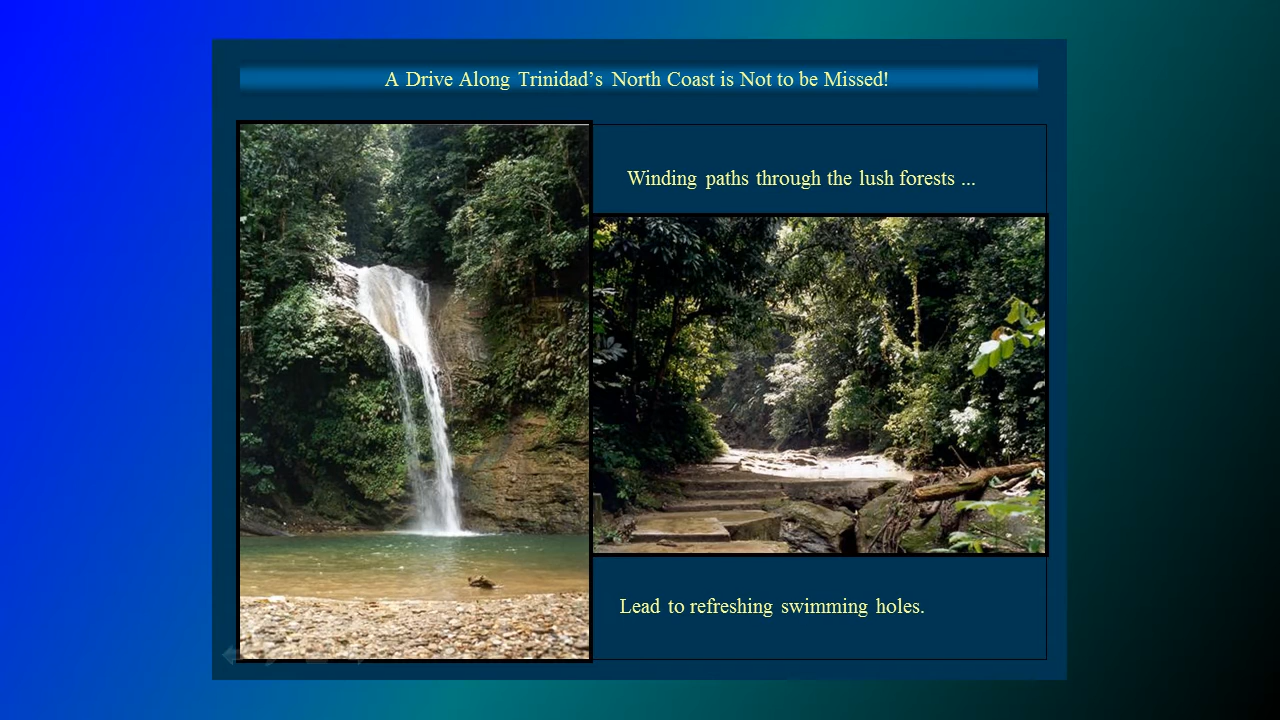 A Drive Along Trinidad’s North Coast is Not to be Missed!
Winding paths through the lush forests ...
Lead to refreshing swimming holes.